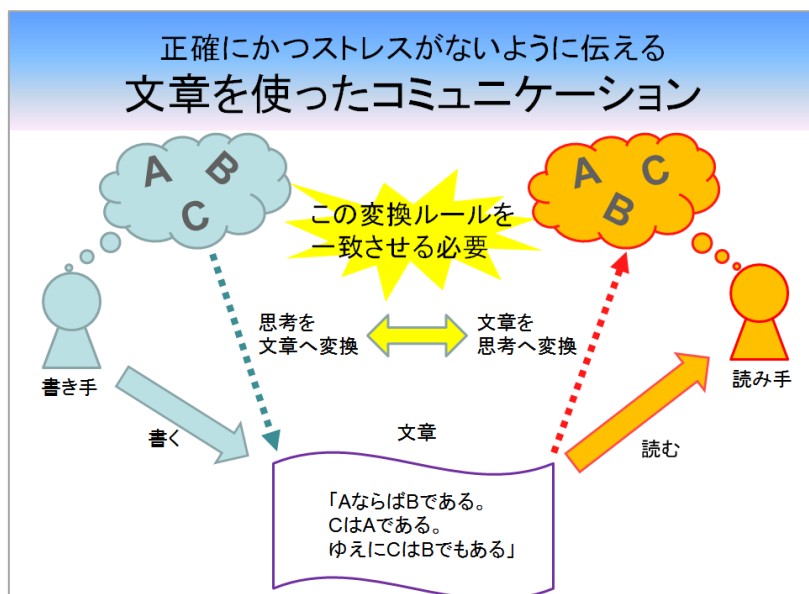 正確にかつストレスがないように伝える
文章を使ったコミュニケーション
A B
C
A C
B
この変換ルールを
一致させる必要
思考を
文章へ変換
文章を
思考へ変換
書き手
読み手
書く
文章
読む
「AならばBである。
CはAである。
ゆえにCはBでもある」